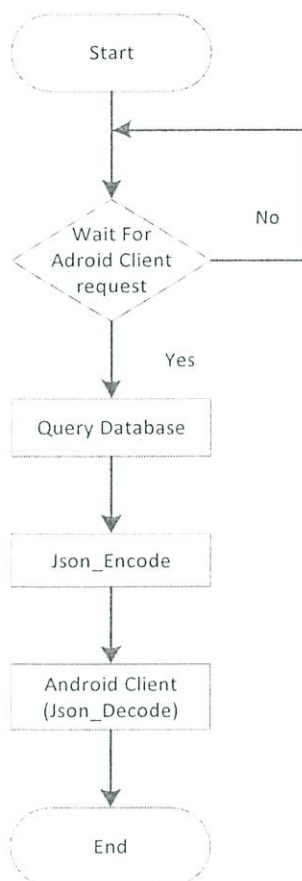 Start
Wait For
Adroid Client
request
No
Yes
Query Database
Json_Encode
Android Client
(Json_Decode)
End